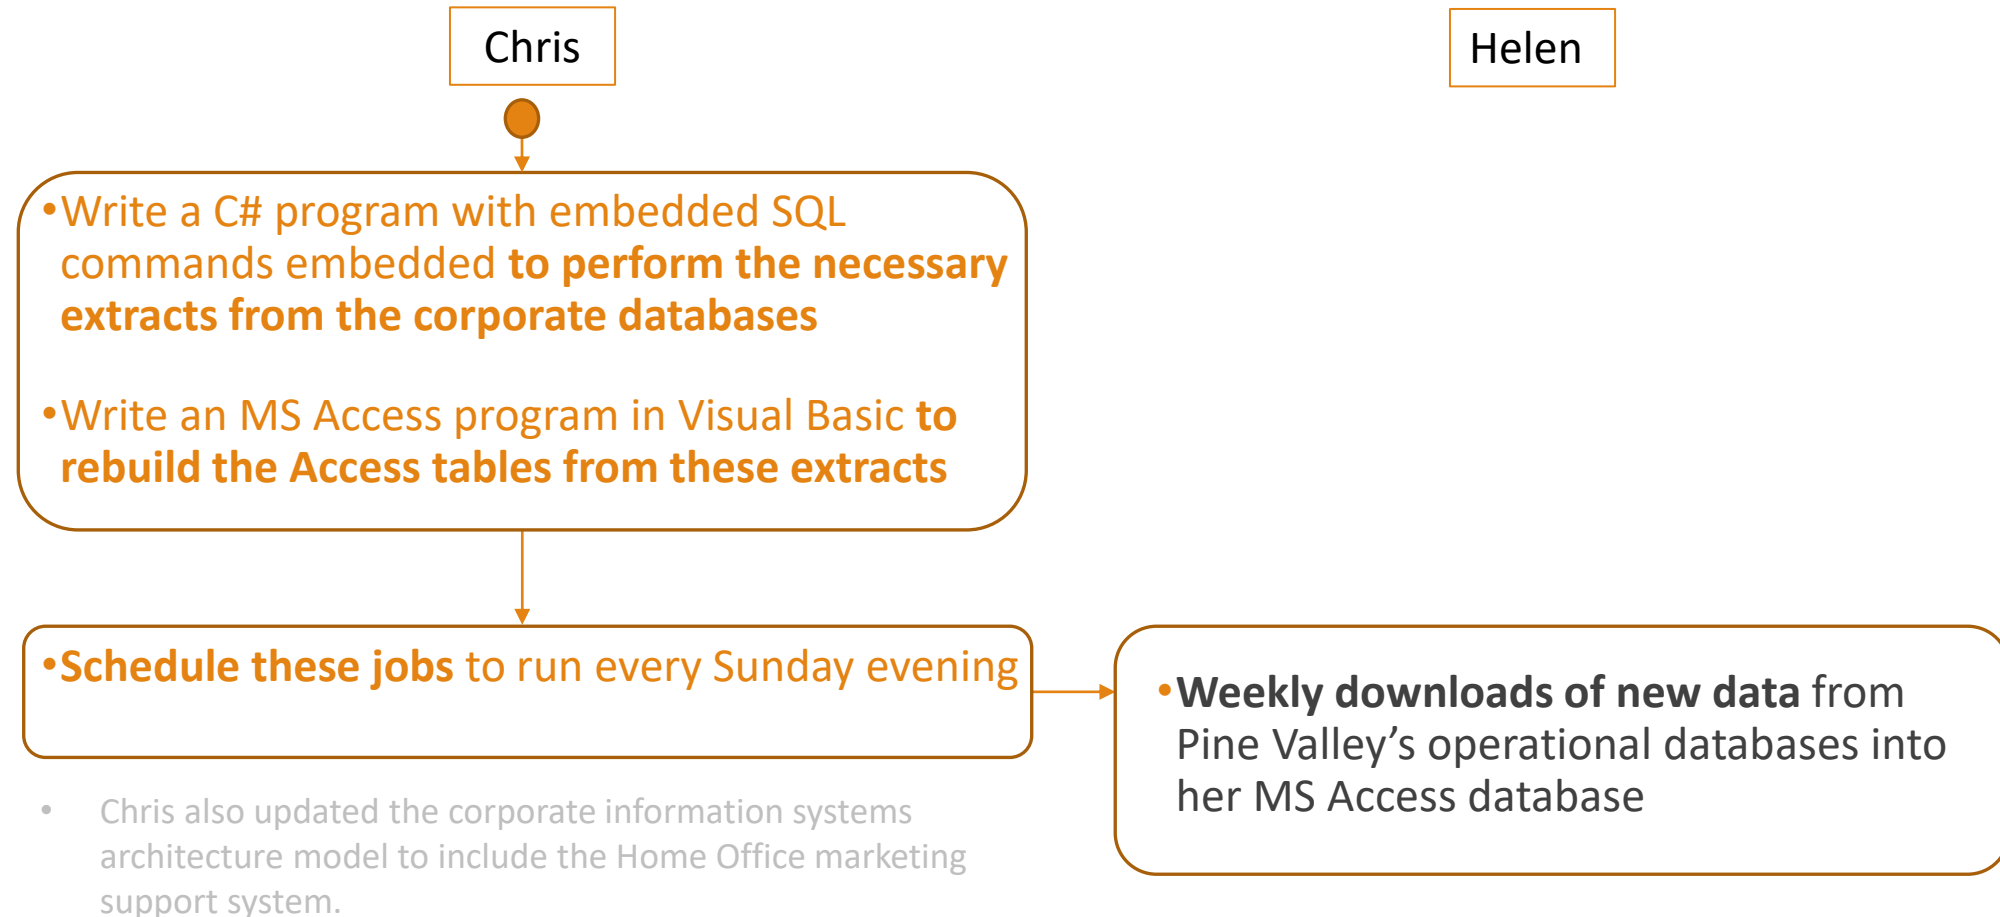 Chris
Helen
•Write a C# program with embedded SQL
commands embedded to perform the necessary
extracts from the corporate databases
•Write an MS Access program in Visual Basic to
rebuild the Access tables from these extracts
•Schedule these jobs to run every Sunday evening
•Weekly downloads of new data from
Pine Valley’s operational databases into
her MS Access database
• Chris also updated the corporate information systems
architecture model to include the Home Office marketing
support system.